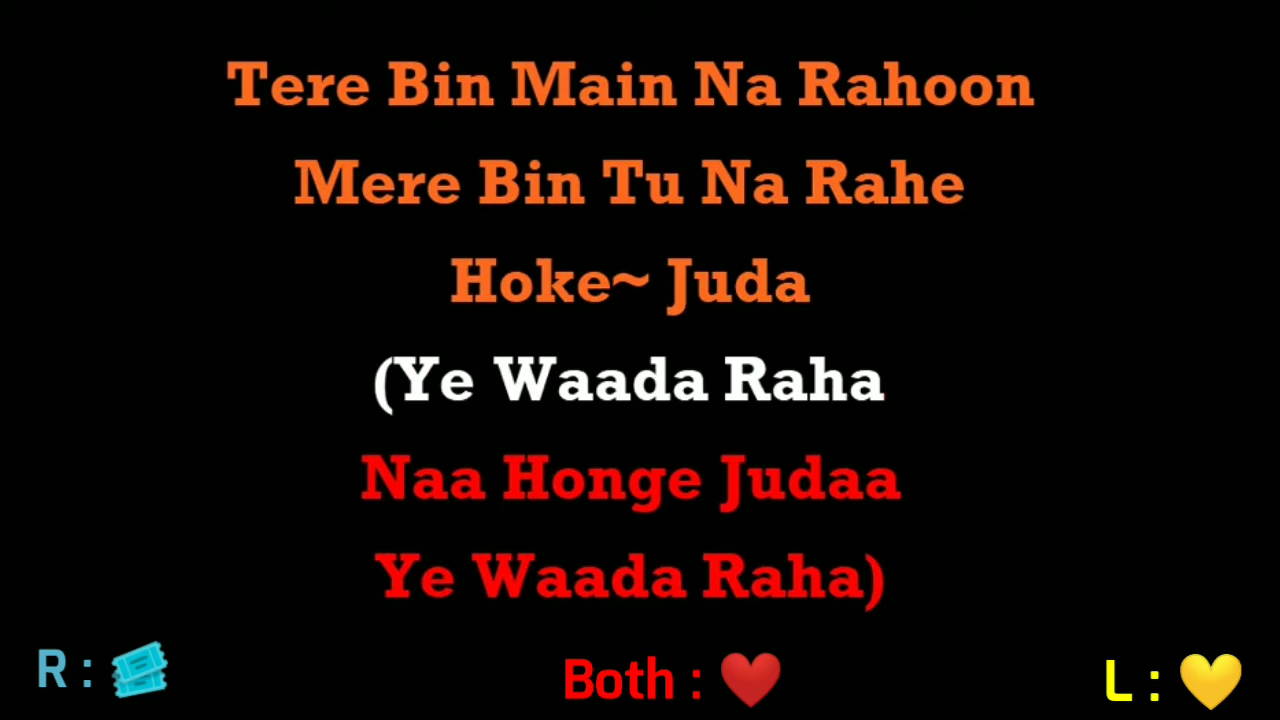 Tere Bin Main Na Rahoon
Mere Bin Tu Na Rahe
Hoke~ Juda
(Ye Waada Raha
Naa Honge Judaa
Ye Waada Raha)
R : 🎟️ Both : ❤️ L : 💛